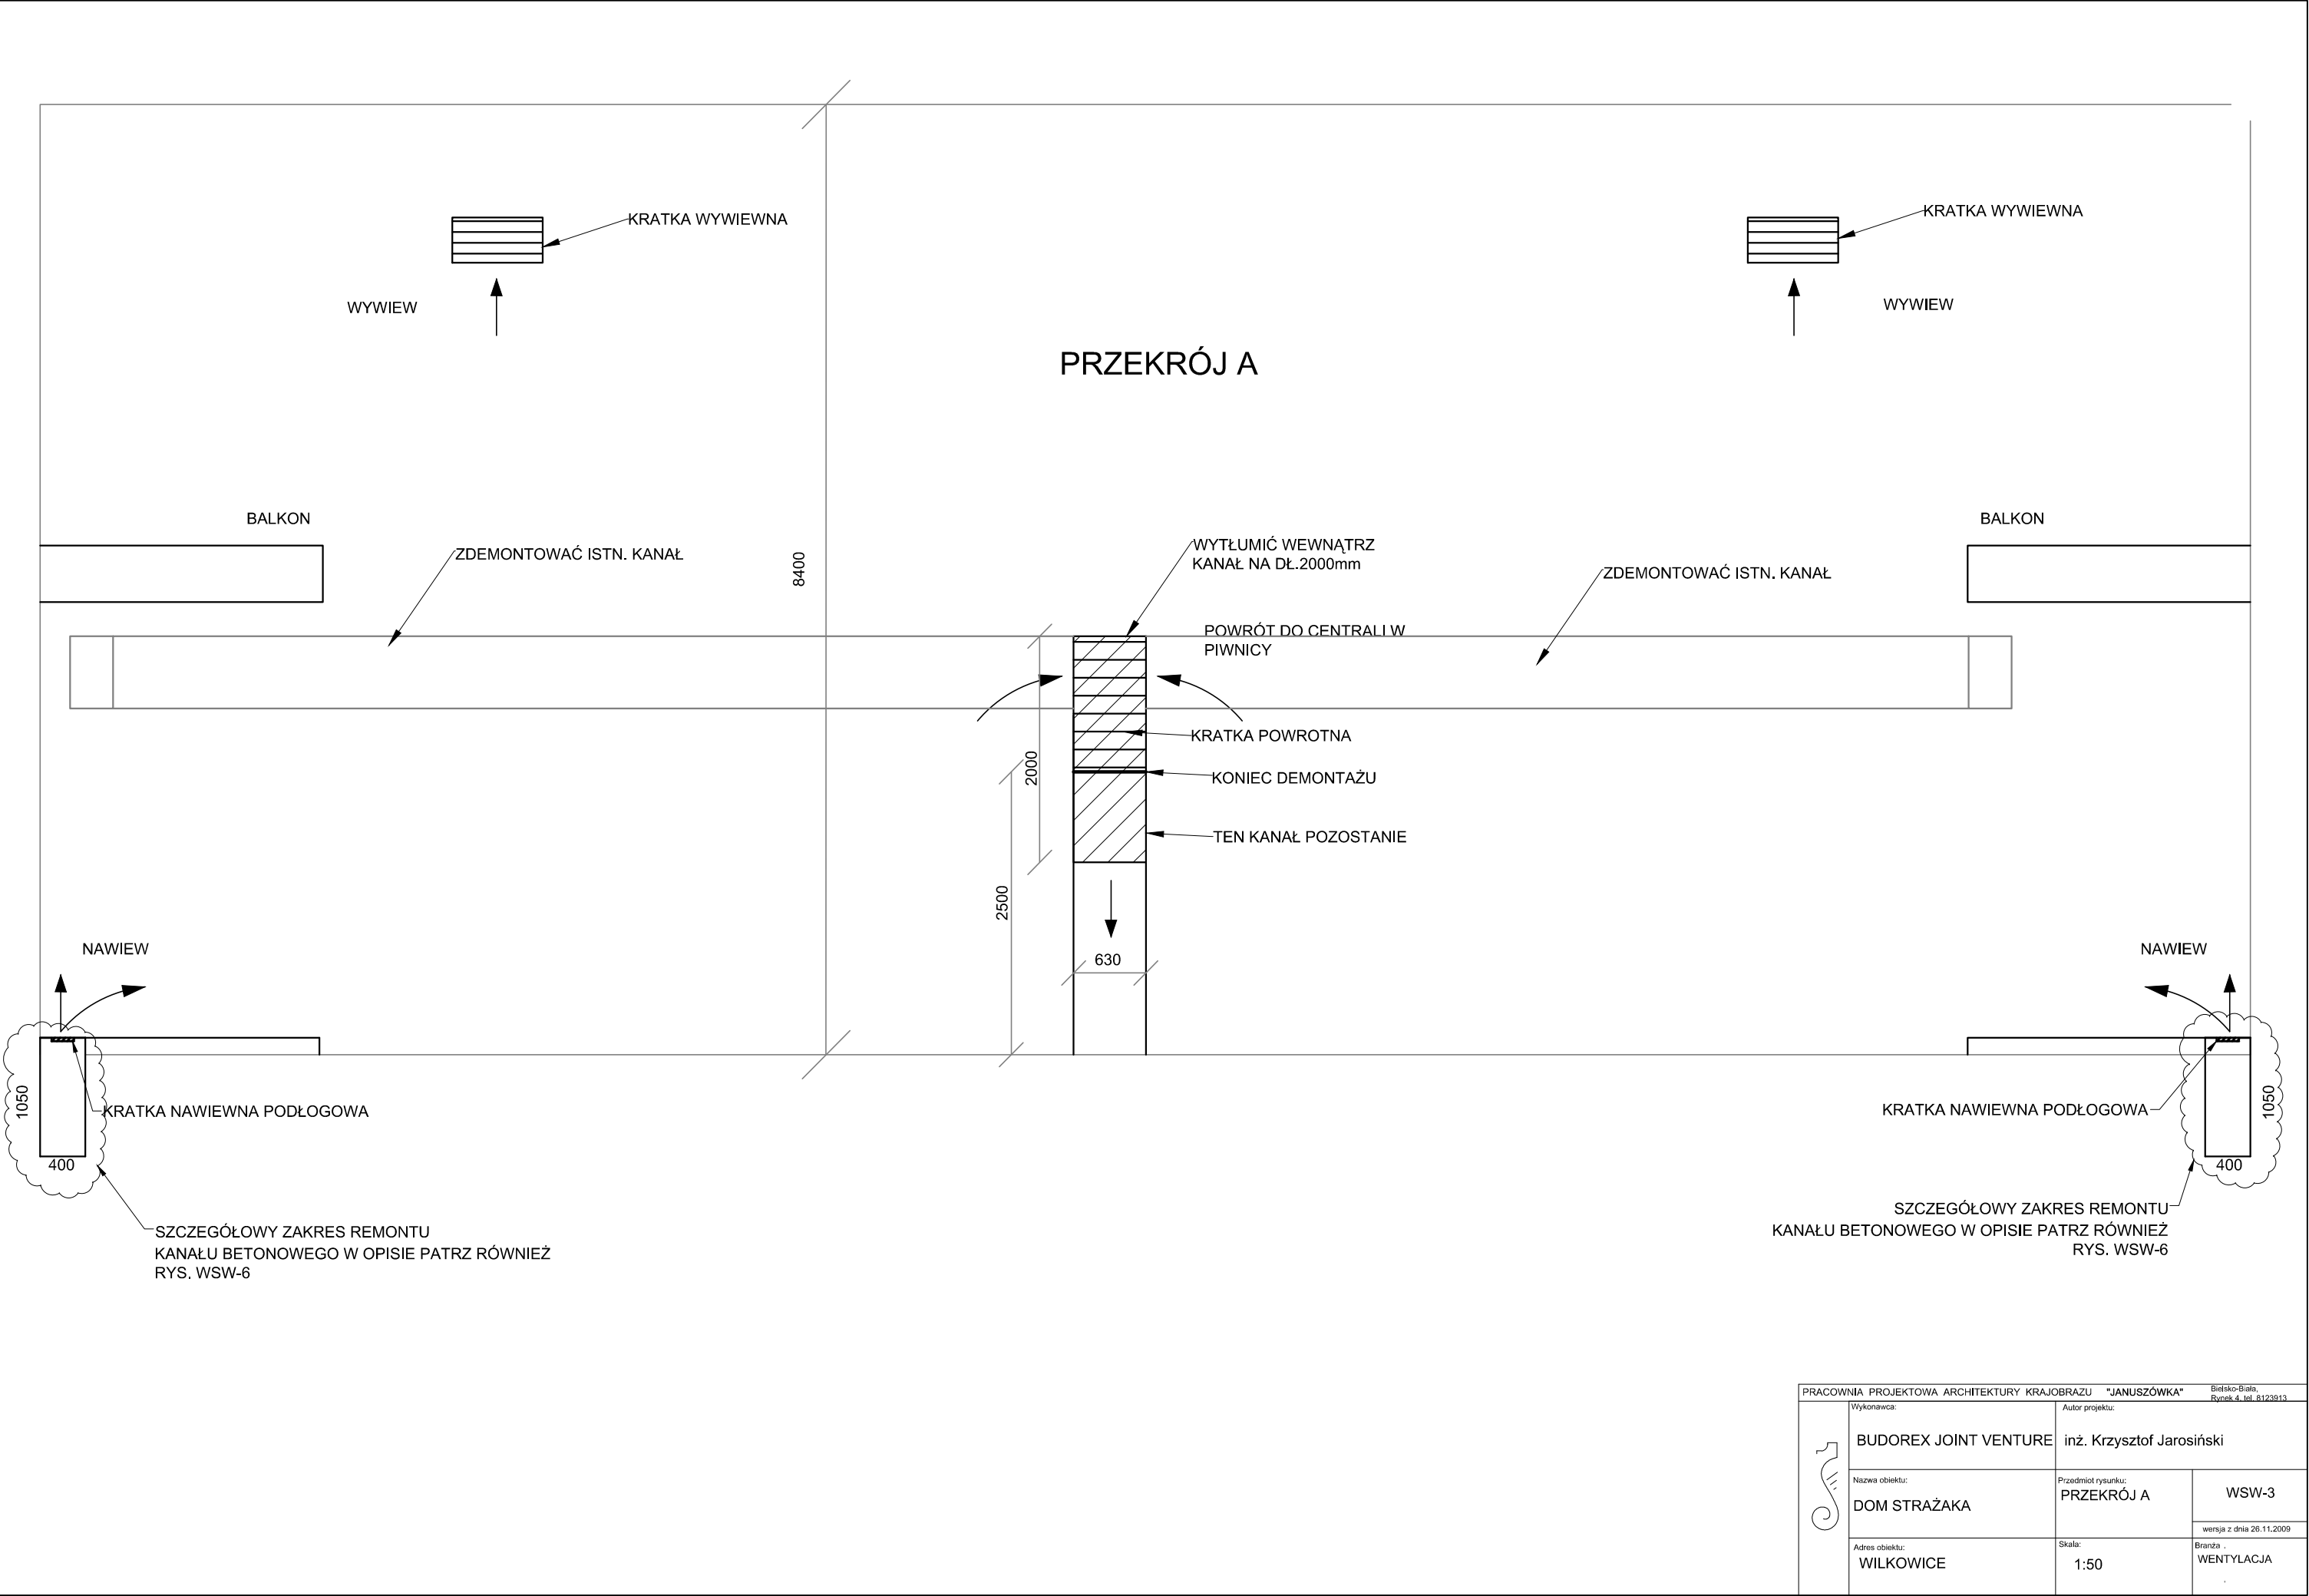 KRATKA WYWIEWNA
KRATKA WYWIEWNA
WYWIEW
WYWIEW
PRZEKRÓJ A
BALKON
BALKON
ZDEMONTOWAĆ ISTN. KANAŁ
8400
WYTŁUMIĆ WEWNĄTRZ
KANAŁ NA DŁ.2000mm
ZDEMONTOWAĆ ISTN. KANAŁ
POWRÓT DO CENTRALI W
PIWNICY
KRATKA POWROTNA
2000
KONIEC DEMONTAŻU
TEN KANAŁ POZOSTANIE
2500
630
NAWIEW
NAWIEW
1050
KRATKA NAWIEWNA PODŁOGOWA
400
KRATKA NAWIEWNA PODŁOGOWA
1050
400
SZCZEGÓŁOWY ZAKRES REMONTU
KANAŁU BETONOWEGO W OPISIE PATRZ RÓWNIEŻ
RYS. WSW-6
SZCZEGÓŁOWY ZAKRES REMONTU
KANAŁU BETONOWEGO W OPISIE PATRZ RÓWNIEŻ
RYS. WSW-6
PRACOWNIA PROJEKTOWA ARCHITEKTURY KRAJOBRAZU "JANUSZÓWKA"
Bielsko-Biała,
Rynek 4, tel. 8123913
Wykonawca:
BUDOREX JOINT VENTURE
Autor projektu:
inż. Krzysztof Jarosiński
Nazwa obiektu:
DOM STRAŻAKA
Przedmiot rysunku:
PRZEKRÓJ A
WSW-3
wersja z dnia 26.11.2009
Adres obiektu:
WILKOWICE
Skala:
1:50
Branża .
WENTYLACJA
.